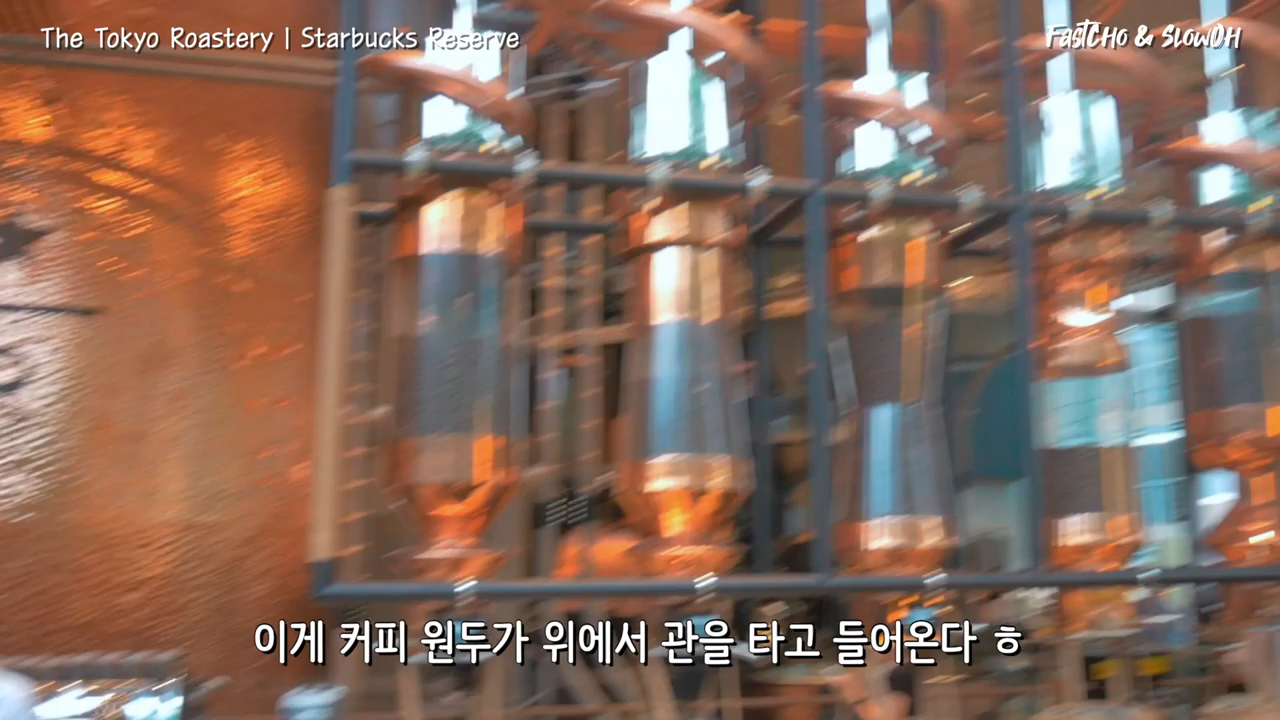 The Tokyo Roastery | Starbucks Reserve
FastCHO & SlowOH
이게 커피 원두가 위에서 관을 타고 들어온다 ㅎ